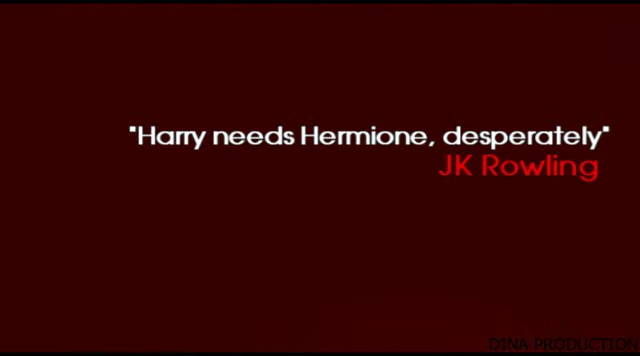 "Harry needs Hermione, desperately"
JK Rowling
DINA PRODUCTION